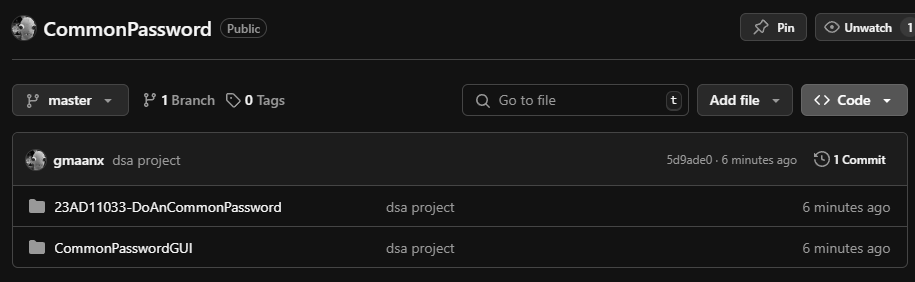 CommonPassword Public Pin Unwatch 1
master 1 Branch 0 Tags Go to file t Add file Code
gmaanx dsa project 5d9ade0 · 6 minutes ago 1 Commit
23AD11033-DoAnCommonPassword dsa project 6 minutes ago
CommonPasswordGUI dsa project 6 minutes ago